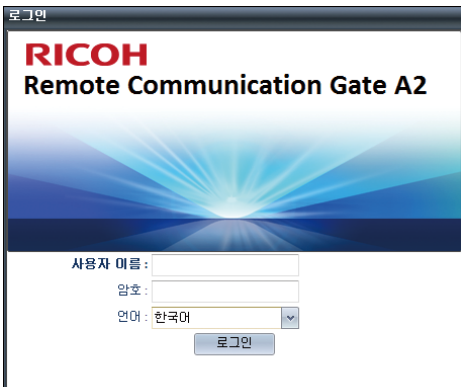 로그인
RICOH
Remote Communication Gate A2
사용자 이름 :
암호 :
언어 : 한국어
로그인